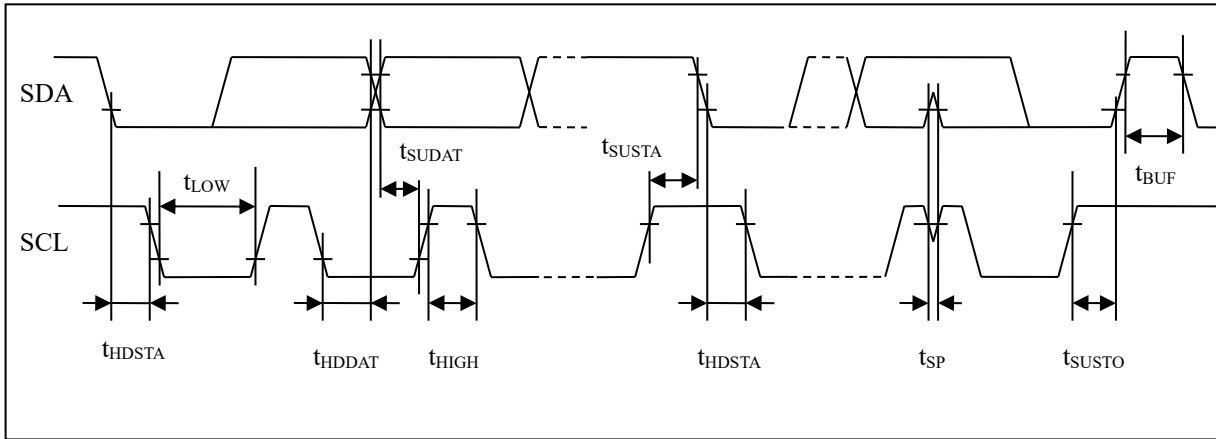 SDA
tSUDAT
tSUSTA
tLOW
tBUF
SCL
tHDSTA
tHDDAT
tHIGH
tHDSTA
tSP
tSUSTO